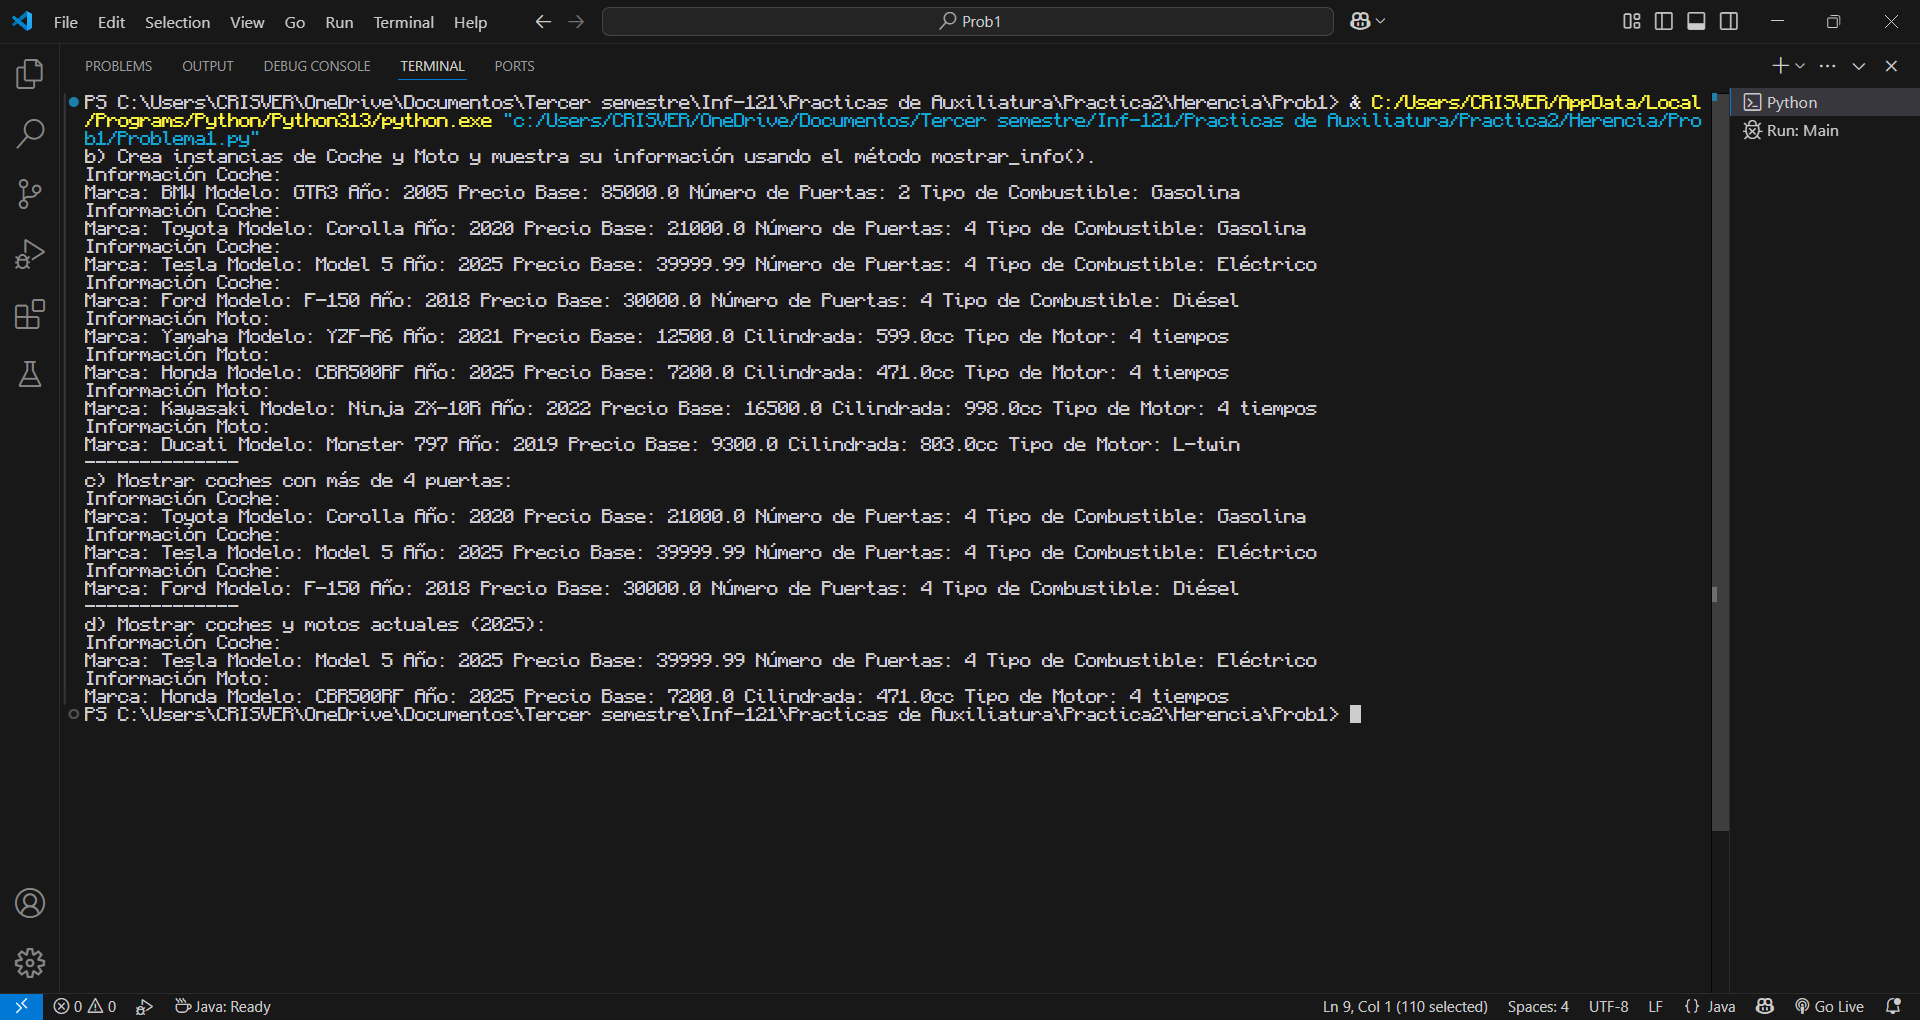 File Edit Selection View Go Run Terminal Help
Prob1
PROBLEMS OUTPUT DEBUG CONSOLE TERMINAL PORTS
PS C:\Users\CRISVER\OneDrive\Documentos\Tercer semestre\Inf-121\Practicas de Auxiliatura\Practica2\Herencia\Prob1> & C:/Users/CRISVER/AppData/Local
/Programs/Python/Python313/python.exe "c:/Users/CRISVER/OneDrive/Documentos/Tercer semestre/Inf-121/Practicas de Auxiliatura/Practica2/Herencia/Pro
b1/Problema1.py"
b) Crea instancias de Coche y Moto y muestra su información usando el método mostrar_info().
Información Coche:
Marca: BMW Modelo: GTR3 Año: 2005 Precio Base: 85000.0 Número de Puertas: 2 Tipo de Combustible: Gasolina
Información Coche:
Marca: Toyota Modelo: Corolla Año: 2020 Precio Base: 21000.0 Número de Puertas: 4 Tipo de Combustible: Gasolina
Información Coche:
Marca: Tesla Modelo: Model S Año: 2025 Precio Base: 39999.99 Número de Puertas: 4 Tipo de Combustible: Eléctrico
Información Coche:
Marca: Ford Modelo: F-150 Año: 2018 Precio Base: 30000.0 Número de Puertas: 4 Tipo de Combustible: Diésel
Información Moto:
Marca: Yamaha Modelo: YZF-R6 Año: 2021 Precio Base: 12500.0 Cilindrada: 599.0cc Tipo de Motor: 4 tiempos
Información Moto:
Marca: Honda Modelo: CBR500RF Año: 2025 Precio Base: 7200.0 Cilindrada: 471.0cc Tipo de Motor: 4 tiempos
Información Moto:
Marca: Kawasaki Modelo: Ninja ZX-10R Año: 2022 Precio Base: 16500.0 Cilindrada: 998.0cc Tipo de Motor: 4 tiempos
Información Moto:
Marca: Ducati Modelo: Monster 797 Año: 2019 Precio Base: 9300.0 Cilindrada: 803.0cc Tipo de Motor: L-twin
--------------
c) Mostrar coches con más de 4 puertas:
Información Coche:
Marca: Toyota Modelo: Corolla Año: 2020 Precio Base: 21000.0 Número de Puertas: 4 Tipo de Combustible: Gasolina
Información Coche:
Marca: Tesla Modelo: Model S Año: 2025 Precio Base: 39999.99 Número de Puertas: 4 Tipo de Combustible: Eléctrico
Información Coche:
Marca: Ford Modelo: F-150 Año: 2018 Precio Base: 30000.0 Número de Puertas: 4 Tipo de Combustible: Diésel
--------------
d) Mostrar coches y motos actuales (2025):
Información Coche:
Marca: Tesla Modelo: Model S Año: 2025 Precio Base: 39999.99 Número de Puertas: 4 Tipo de Combustible: Eléctrico
Información Moto:
Marca: Honda Modelo: CBR500RF Año: 2025 Precio Base: 7200.0 Cilindrada: 471.0cc Tipo de Motor: 4 tiempos
PS C:\Users\CRISVER\OneDrive\Documentos\Tercer semestre\Inf-121\Practicas de Auxiliatura\Practica2\Herencia\Prob1>
Python
Run: Main
0 0 Java: Ready
Ln 9, Col 1 (110 selected) Spaces: 4 UTF-8 LF {} Java Go Live